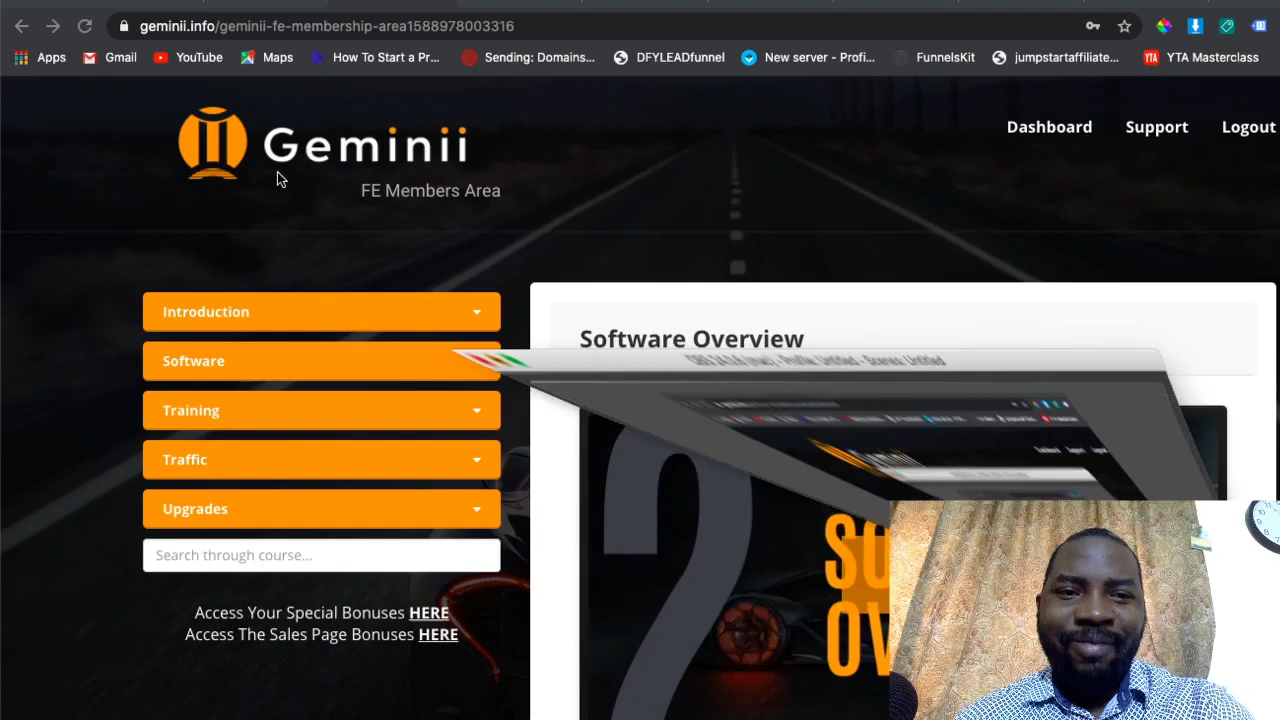 geminii.info/geminii-fe-membership-area1588978003316
Apps Gmail YouTube Maps How To Start a Pr... Sending: Domains... DFYLEADfunnel New server - Profi... FunnelsKit jumpstartaffiliate... YTA YTA Masterclass
Geminii
FE Members Area
Dashboard Support Logout
Introduction
Software
Training
Traffic
Upgrades
Search through course...
Access Your Special Bonuses HERE
Access The Sales Page Bonuses HERE
Software Overview
2